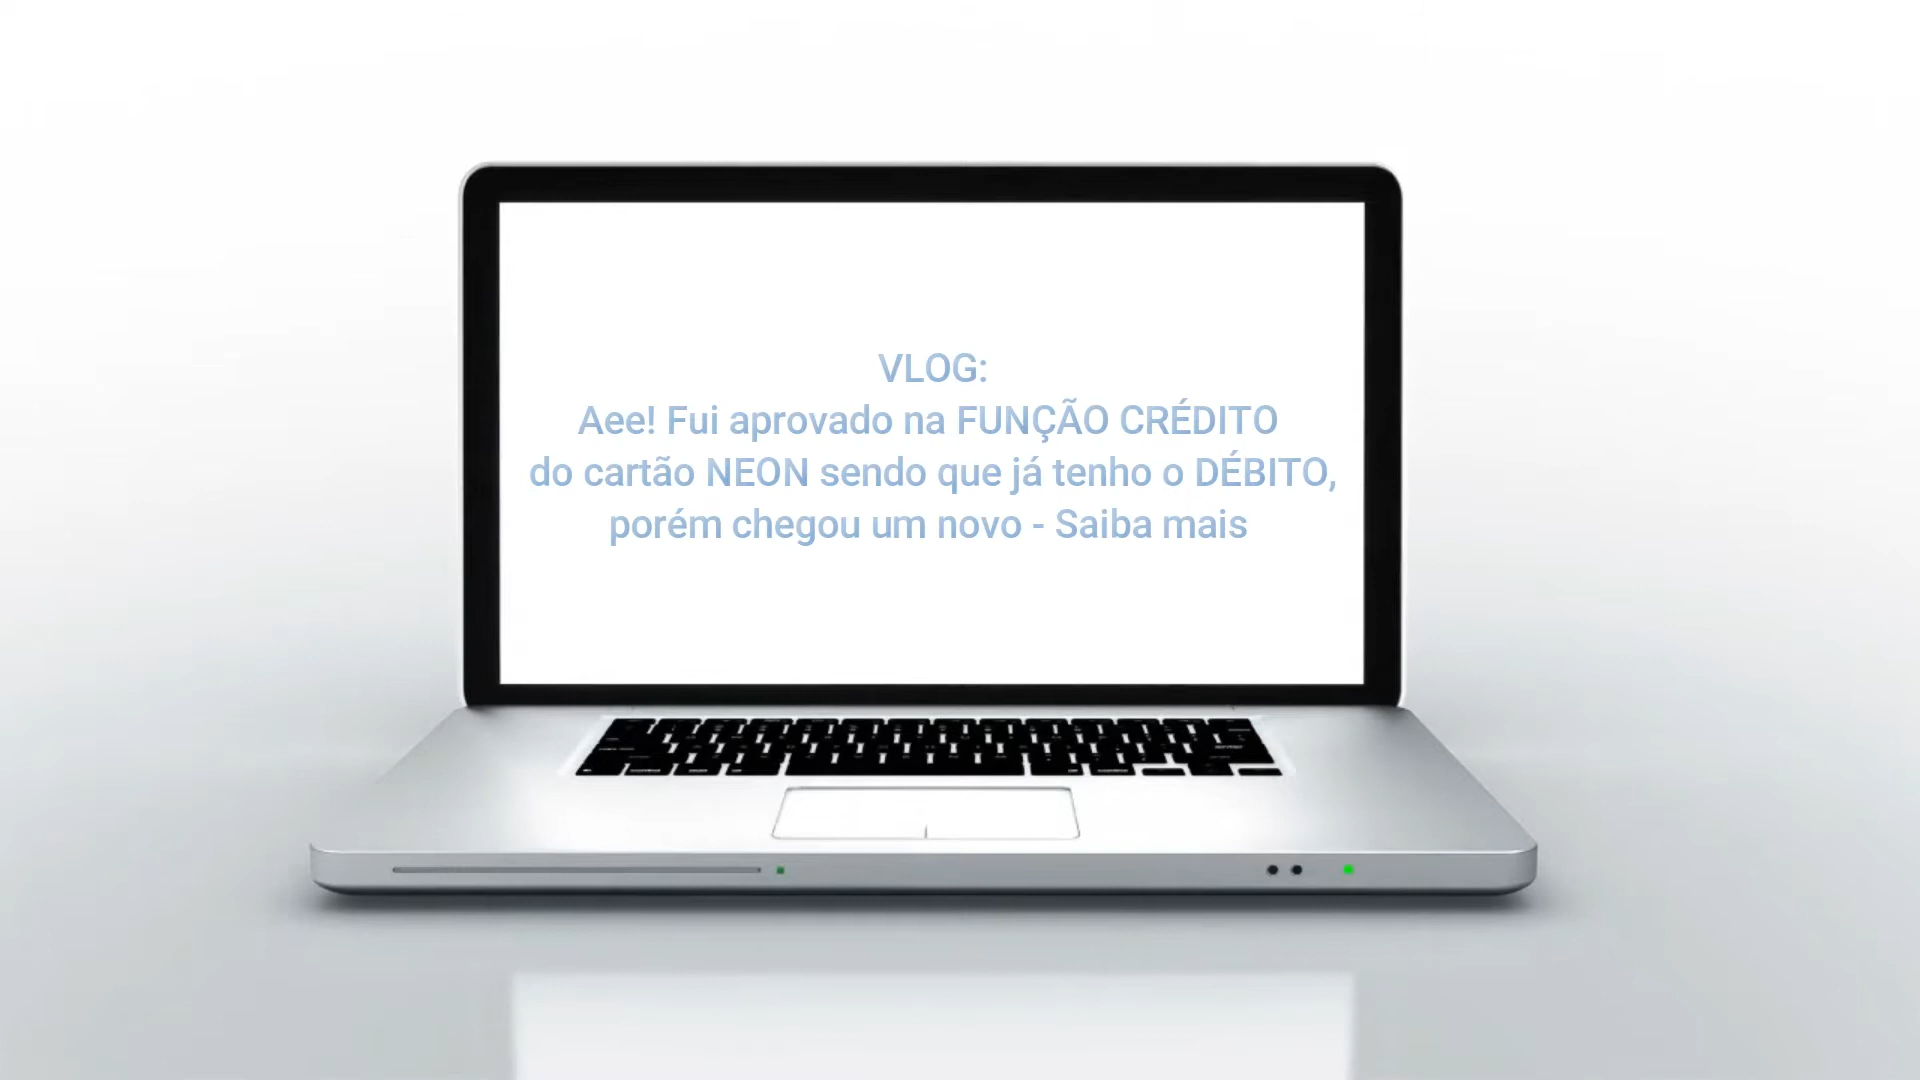 VLOG:
Aee! Fui aprovado na FUNÇÃO CRÉDITO
do cartão NEON sendo que já tenho o DÉBITO,
porém chegou um novo - Saiba mais